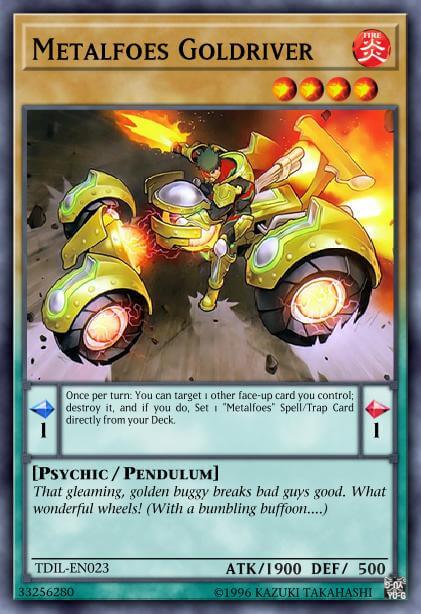 METALFOES GOLDRIVER
FIRE
炎
Once per turn: You can target 1 other face-up card you control;
destroy it, and if you do, Set 1 "Metalfoes" Spell/Trap Card
directly from your Deck.
1
1
[PSYCHIC / PENDULUM]
That gleaming, golden buggy breaks bad guys good. What
wonderful wheels! (With a bumbling buffoon....)
TDIL-EN023
ATK/1900 DEF/ 500
33256280
©1996 KAZUKI TAKAHASHI